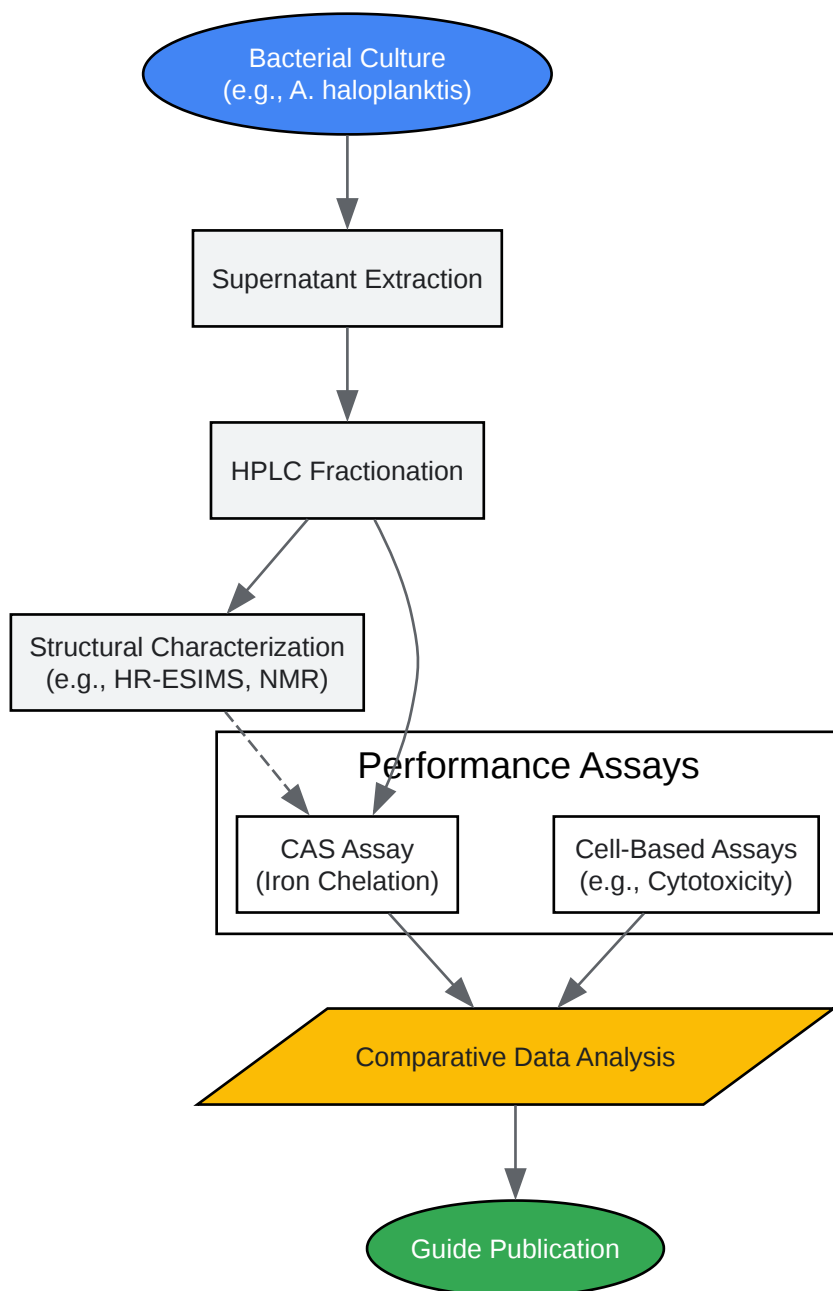 Bacterial Culture
(e.g., A. haloplanktis)
Supernatant Extraction
HPLC Fractionation
Structural Characterization
(e.g., HR-ESIMS, NMR)
Performance Assays
CAS Assay
(Iron Chelation)
Cell-Based Assays
(e.g., Cytotoxicity)
Comparative Data Analysis
Guide Publication